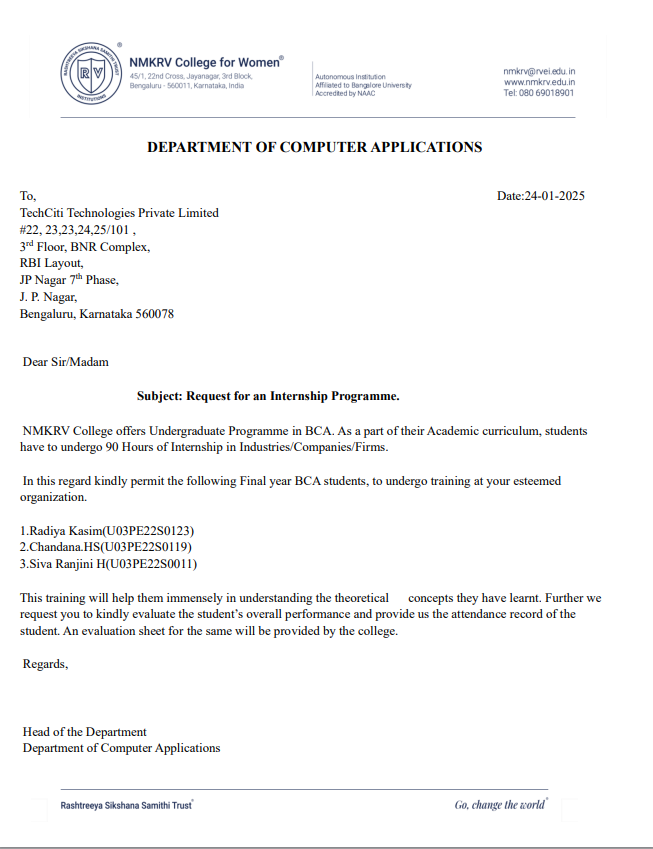 RASHTREEYA SIKSHANA SAMITHI TRUST
RV
INSTITUTIONS
®
NMKRV College for Women®
45/1, 22nd Cross, Jayanagar, 3rd Block,
Bengaluru - 560011, Karnataka, India
Autonomous Institution
Affiliated to Bangalore University
Accredited by NAAC
nmkrv@rvei.edu.in
www.nmkrv.edu.in
Tel: 080 69018901
DEPARTMENT OF COMPUTER APPLICATIONS
To,
Date:24-01-2025
TechCiti Technologies Private Limited
#22, 23,23,24,25/101 ,
3rd Floor, BNR Complex,
RBI Layout,
JP Nagar 7th Phase,
J. P. Nagar,
Bengaluru, Karnataka 560078
Dear Sir/Madam
Subject: Request for an Internship Programme.
NMKRV College offers Undergraduate Programme in BCA. As a part of their Academic curriculum, students
have to undergo 90 Hours of Internship in Industries/Companies/Firms.
In this regard kindly permit the following Final year BCA students, to undergo training at your esteemed
organization.
1.Radiya Kasim(U03PE22S0123)
2.Chandana.HS(U03PE22S0119)
3.Siva Ranjini H(U03PE22S0011)
This training will help them immensely in understanding the theoretical concepts they have learnt. Further we
request you to kindly evaluate the student’s overall performance and provide us the attendance record of the
student. An evaluation sheet for the same will be provided by the college.
Regards,
Head of the Department
Department of Computer Applications
Rashtreeya Sikshana Samithi Trust®
Go, change the world®